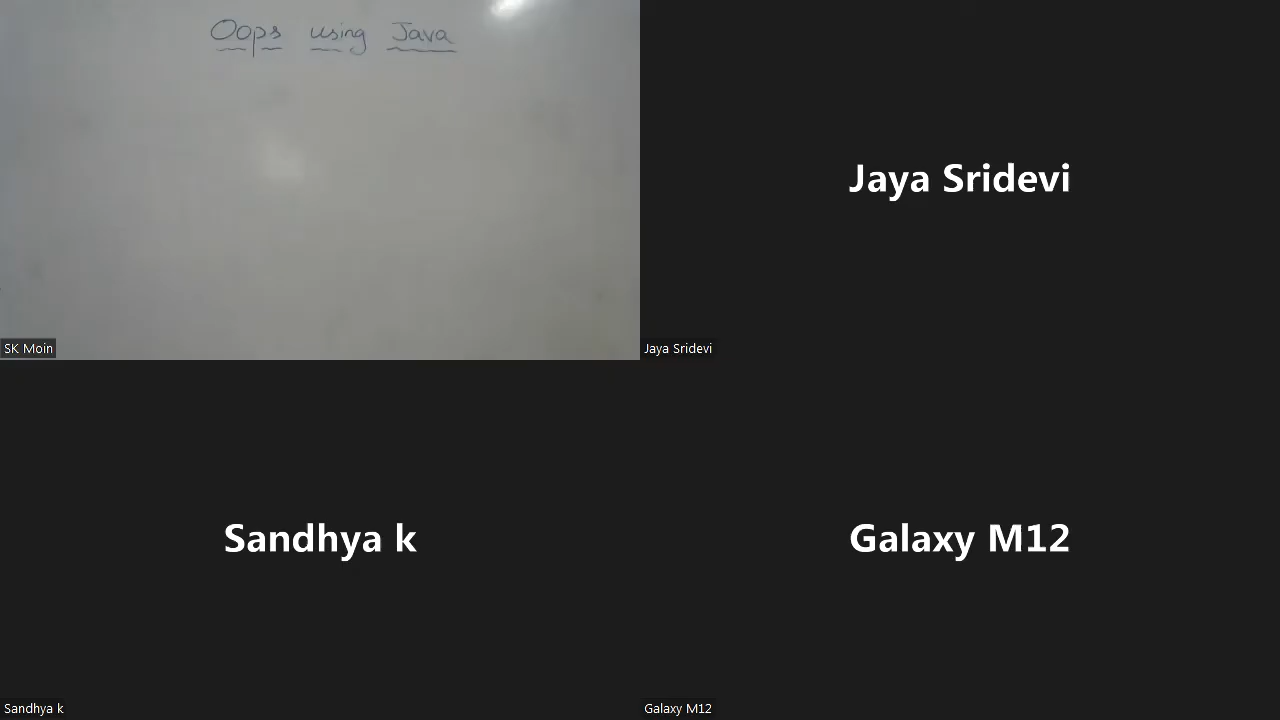 Oops using Java
SK Moin
Jaya Sridevi
Jaya Sridevi
Sandhya k
Sandhya k
Galaxy M12
Galaxy M12